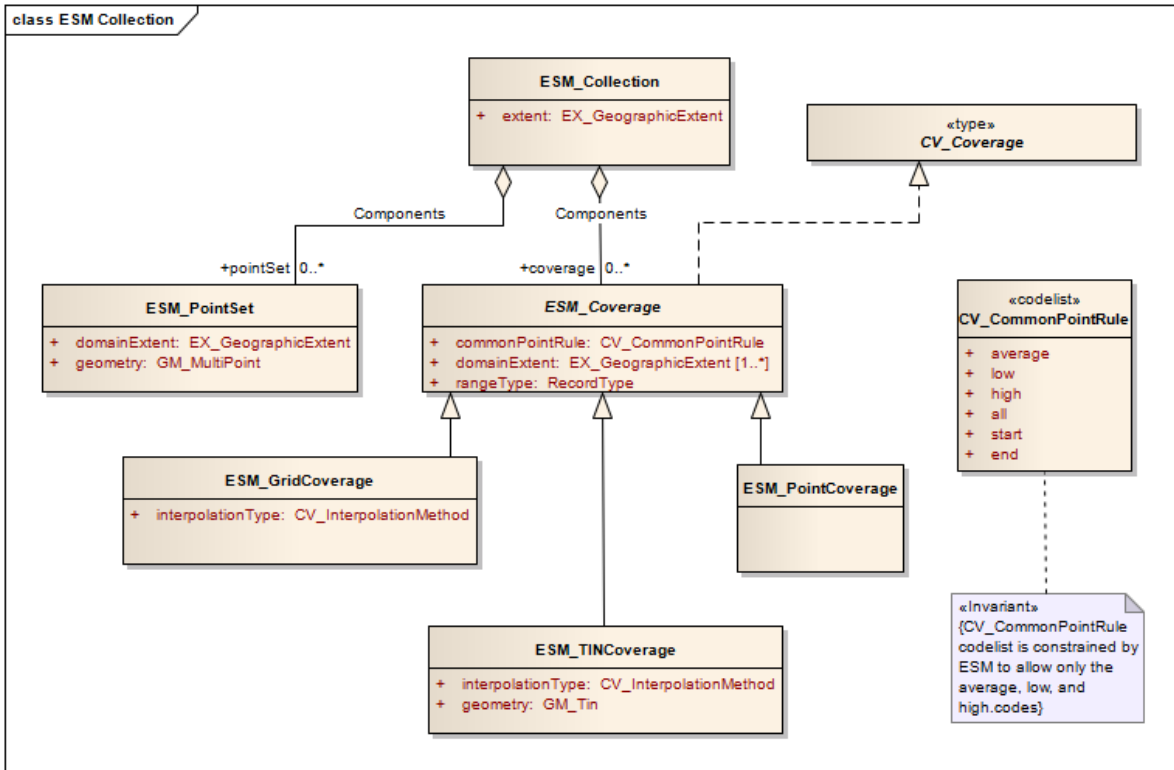 class ESM Collection
ESM_Collection
+ extent: EX_GeographicExtent
«type»
CV_Coverage
Components
Components
+pointSet 0..*
+coverage 0..*
ESM_PointSet
+ domainExtent: EX_GeographicExtent
+ geometry: GM_MultiPoint
ESM_Coverage
+ commonPointRule: CV_CommonPointRule
+ domainExtent: EX_GeographicExtent [1..*]
+ rangeType: RecordType
«codelist»
CV_CommonPointRule
+ average
+ low
+ high
+ all
+ start
+ end
ESM_GridCoverage
+ interpolationType: CV_InterpolationMethod
ESM_PointCoverage
ESM_TINCoverage
+ interpolationType: CV_InterpolationMethod
+ geometry: GM_Tin
«Invariant»
{CV_CommonPointRule
codelist is constrained by
ESM to allow only the
average, low, and
high.codes}